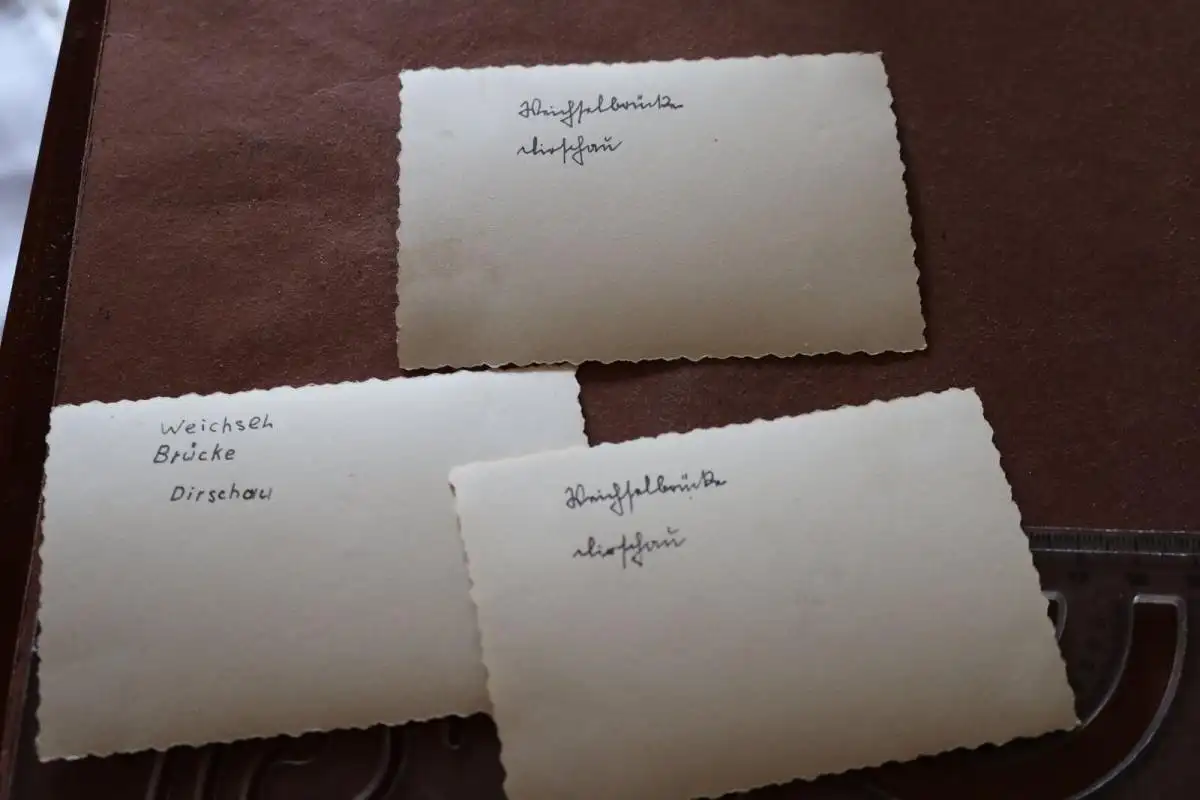 Weichselbrücke
Dirschau
Weichsel
Brücke
Dirschau
Weichselbrücke
Dirschau